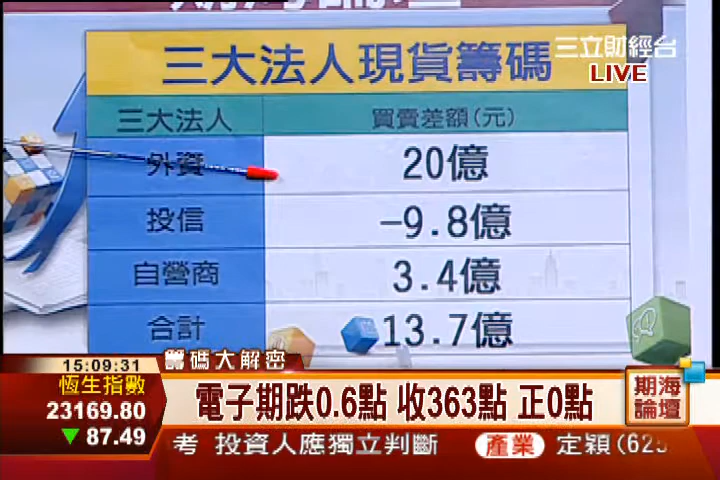 三大法人現貨籌碼
三立財經台
LIVE
三大法人 買賣差額(元)
外資 20億
投信 -9.8億
自營商 3.4億
合計 13.7億
15:09:31
籌碼大解密
恆生指數
23169.80
▼ 87.49
電子期跌0.6點 收363點 正0點
期海
論壇
考 投資人應獨立判斷 產業 定穎(625